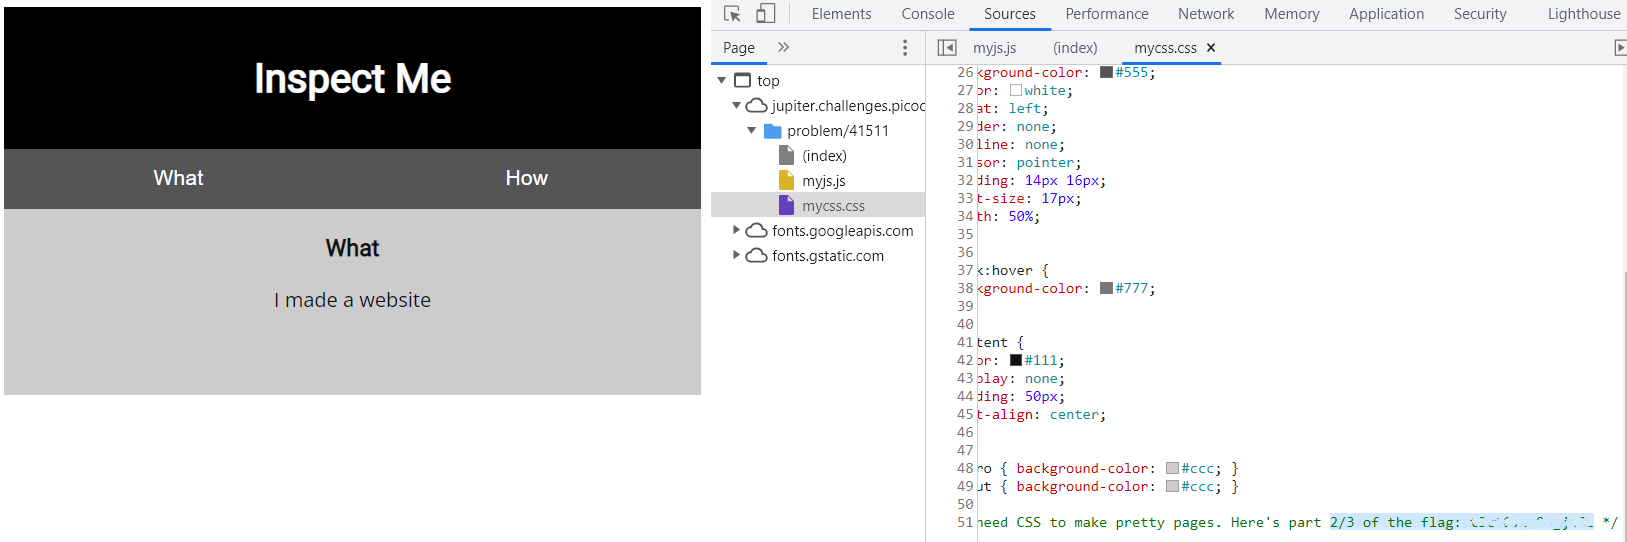 Inspect Me
What
How
What
I made a website
Elements Console Sources Performance Network Memory Application Security Lighthouse
Page
top
jupiter.challenges.picoc
problem/41511
(index)
myjs.js
mycss.css
fonts.googleapis.com
fonts.gstatic.com
myjs.js (index) mycss.css ×
26 kground-color: #555;
27 or: white;
28 at: left;
29 der: none;
30 line: none;
31 sor: pointer;
32 ding: 14px 16px;
33 t-size: 17px;
34 th: 50%;
35
36
37 k:hover {
38 kground-color: #777;
39
40
41 tent {
42 or: #111;
43 play: none;
44 ding: 50px;
45 t-align: center;
46
47
48 ro { background-color: #ccc; }
49 ut { background-color: #ccc; }
50
51 need CSS to make pretty pages. Here's part 2/3 of the flag: */